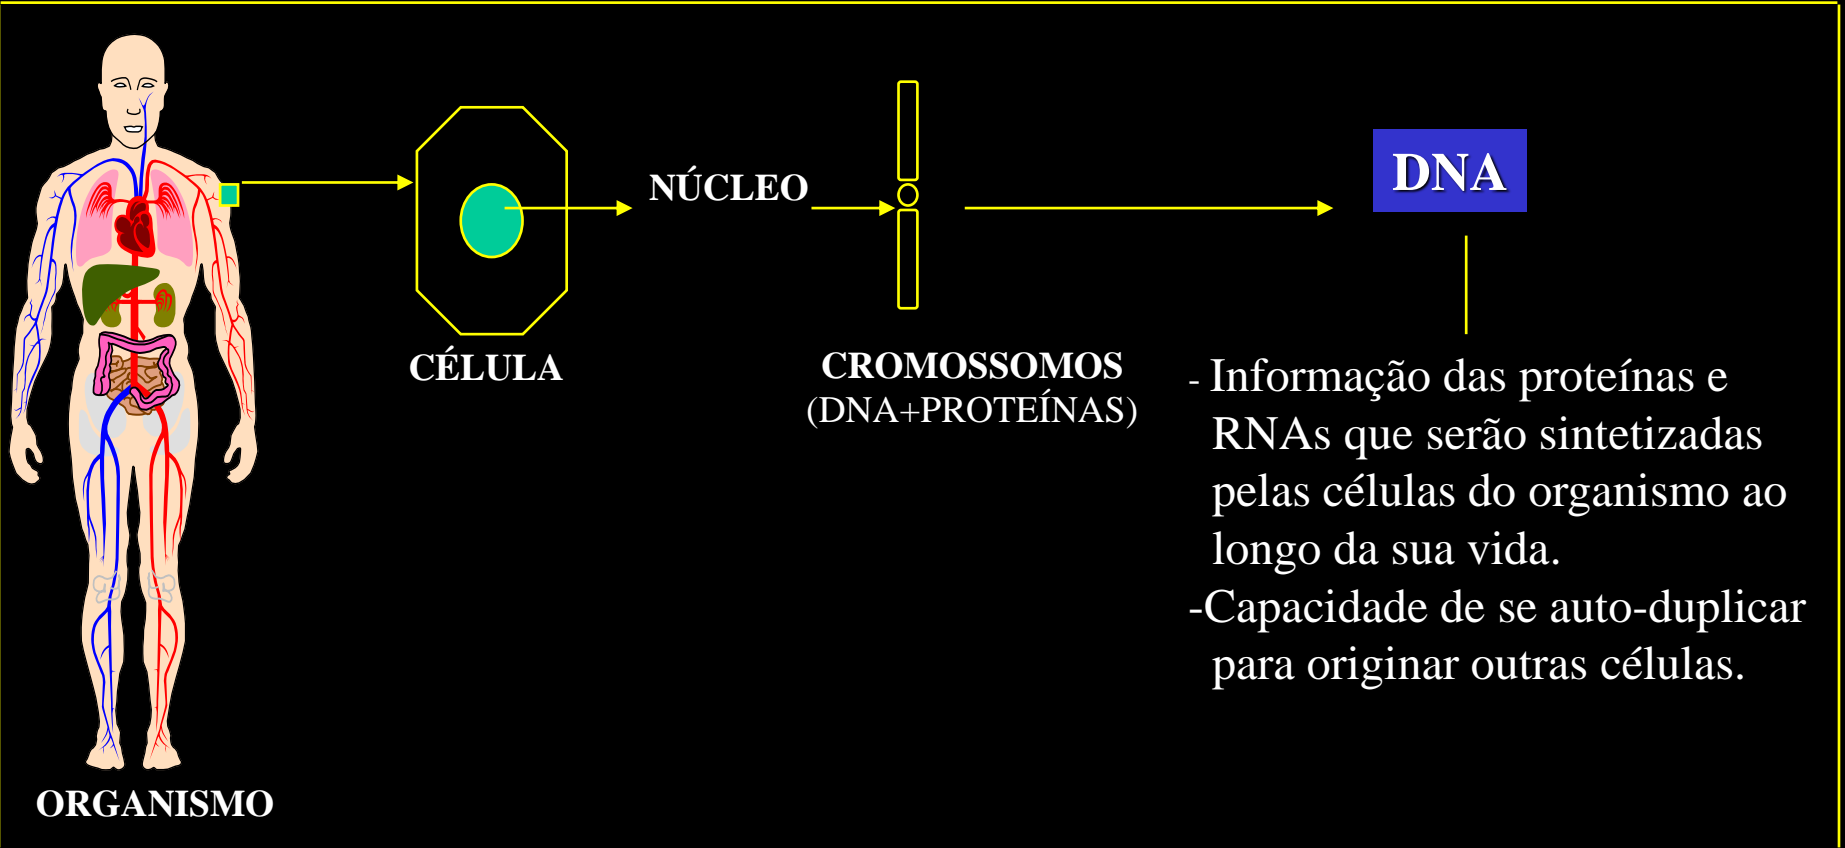 NÚCLEO
DNA
CÉLULA
CROMOSSOMOS
(DNA+PROTEÍNAS)
- Informação das proteínas e
RNAs que serão sintetizadas
pelas células do organismo ao
longo da sua vida.
-Capacidade de se auto-duplicar
para originar outras células.
ORGANISMO